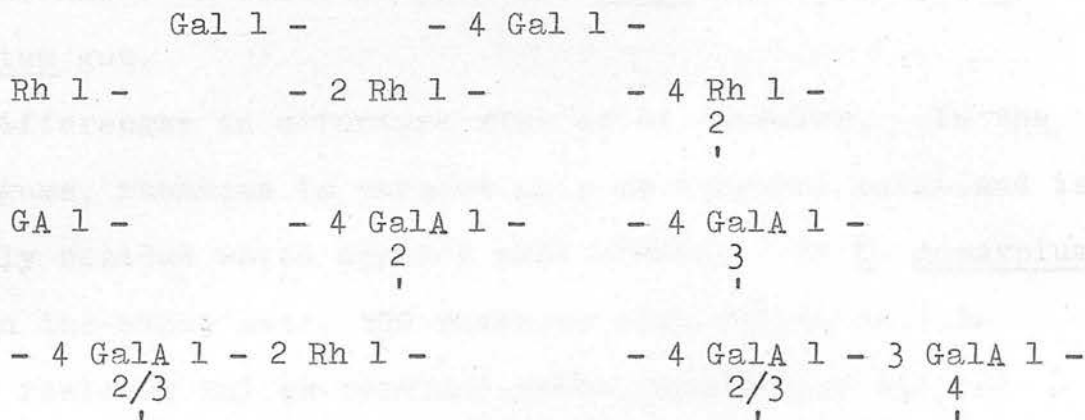 Gal 1 - - 4 Gal 1 -
Rh 1 - - 2 Rh 1 - - 4 Rh 1 -
2
'
GA 1 - - 4 GalA 1 - - 4 GalA 1 -
2 3
' '
- 4 GalA 1 - 2 Rh 1 - - 4 GalA 1 - 3 GalA 1 -
2/3 2/3 4
' ' '